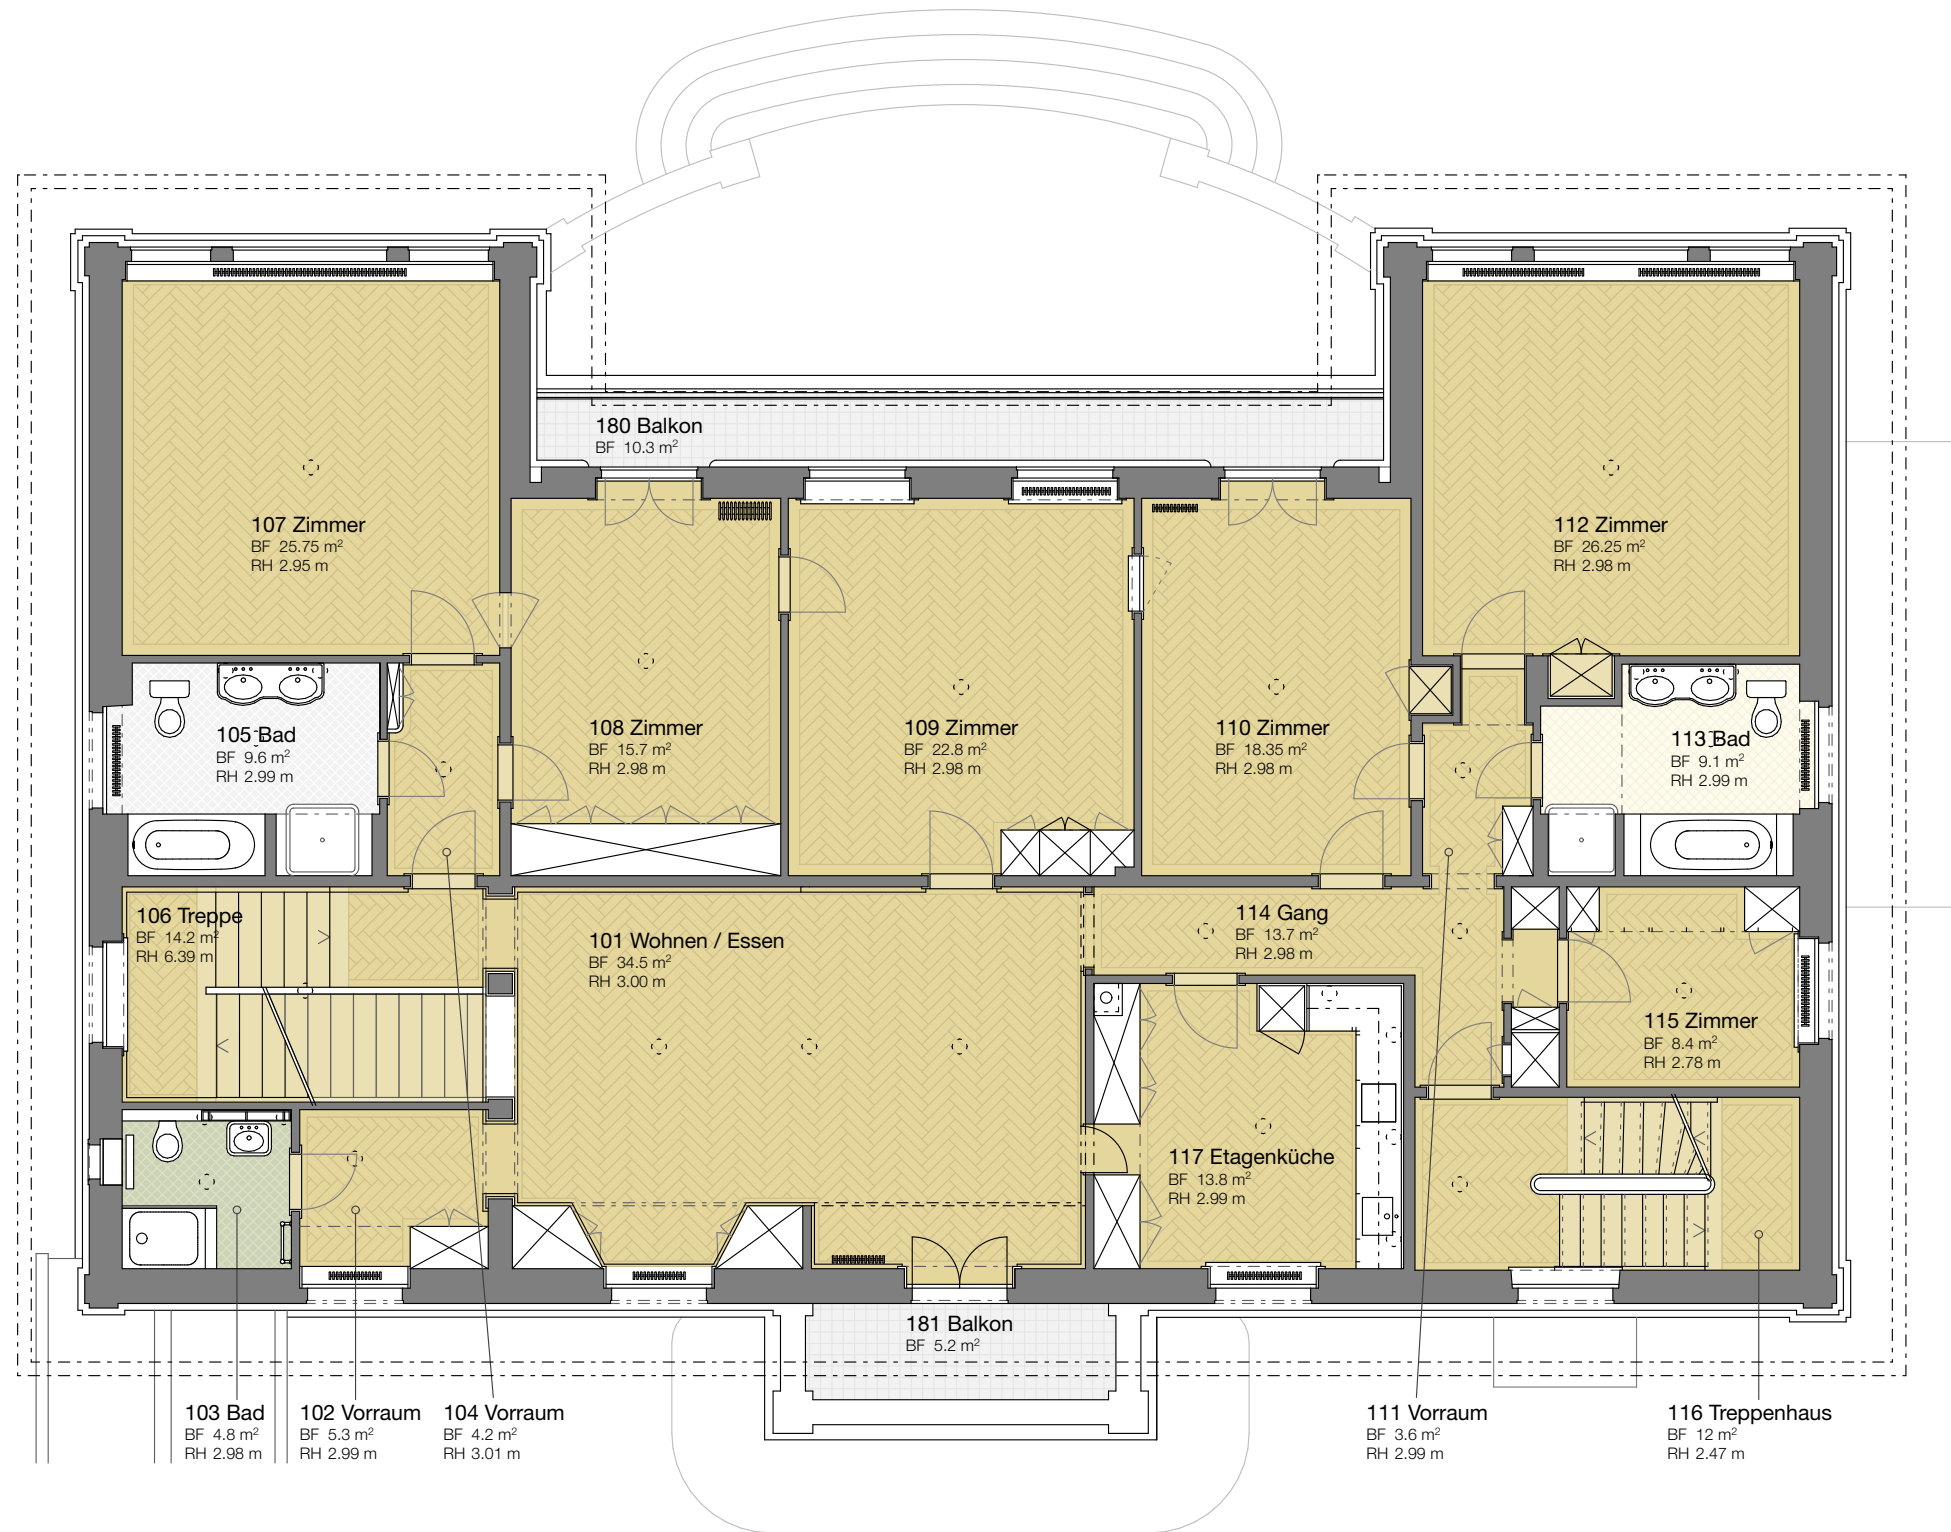 180 Balkon
BF 10.3 m²
107 Zimmer
BF 25.75 m²
RH 2.95 m
112 Zimmer
BF 26.25 m²
RH 2.98 m
105 Bad
BF 9.6 m²
RH 2.99 m
108 Zimmer
BF 15.7 m²
RH 2.98 m
109 Zimmer
BF 22.8 m²
RH 2.98 m
110 Zimmer
BF 18.35 m²
RH 2.98 m
113 Bad
BF 9.1 m²
RH 2.99 m
106 Treppe
BF 14.2 m²
RH 6.39 m
101 Wohnen / Essen
BF 34.5 m²
RH 3.00 m
114 Gang
BF 13.7 m²
RH 2.98 m
115 Zimmer
BF 8.4 m²
RH 2.78 m
117 Etagenküche
BF 13.8 m²
RH 2.99 m
181 Balkon
BF 5.2 m²
103 Bad
BF 4.8 m²
RH 2.98 m
102 Vorraum
BF 5.3 m²
RH 2.99 m
104 Vorraum
BF 4.2 m²
RH 3.01 m
111 Vorraum
BF 3.6 m²
RH 2.99 m
116 Treppenhaus
BF 12 m²
RH 2.47 m